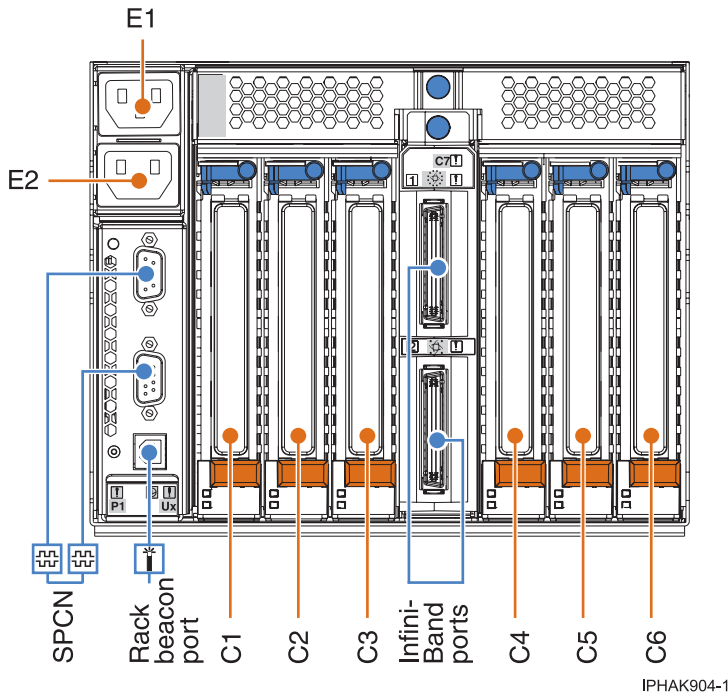 E1
E2
C7
1
P1
Ux
SPCN
Rack
beacon
port
C1
C2
C3
Infini-
Band
ports
C4
C5
C6
IPHAK904-1